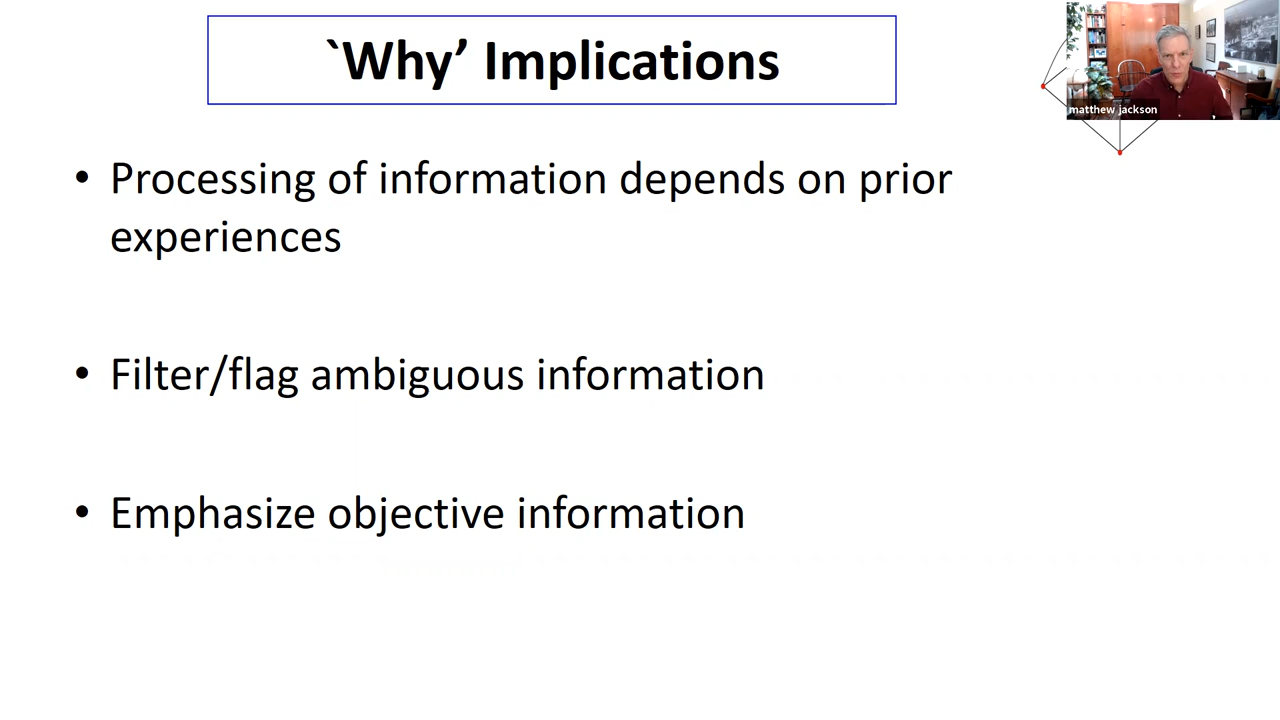 `Why’ Implications
matthew jackson
• Processing of information depends on prior
experiences
• Filter/flag ambiguous information
• Emphasize objective information